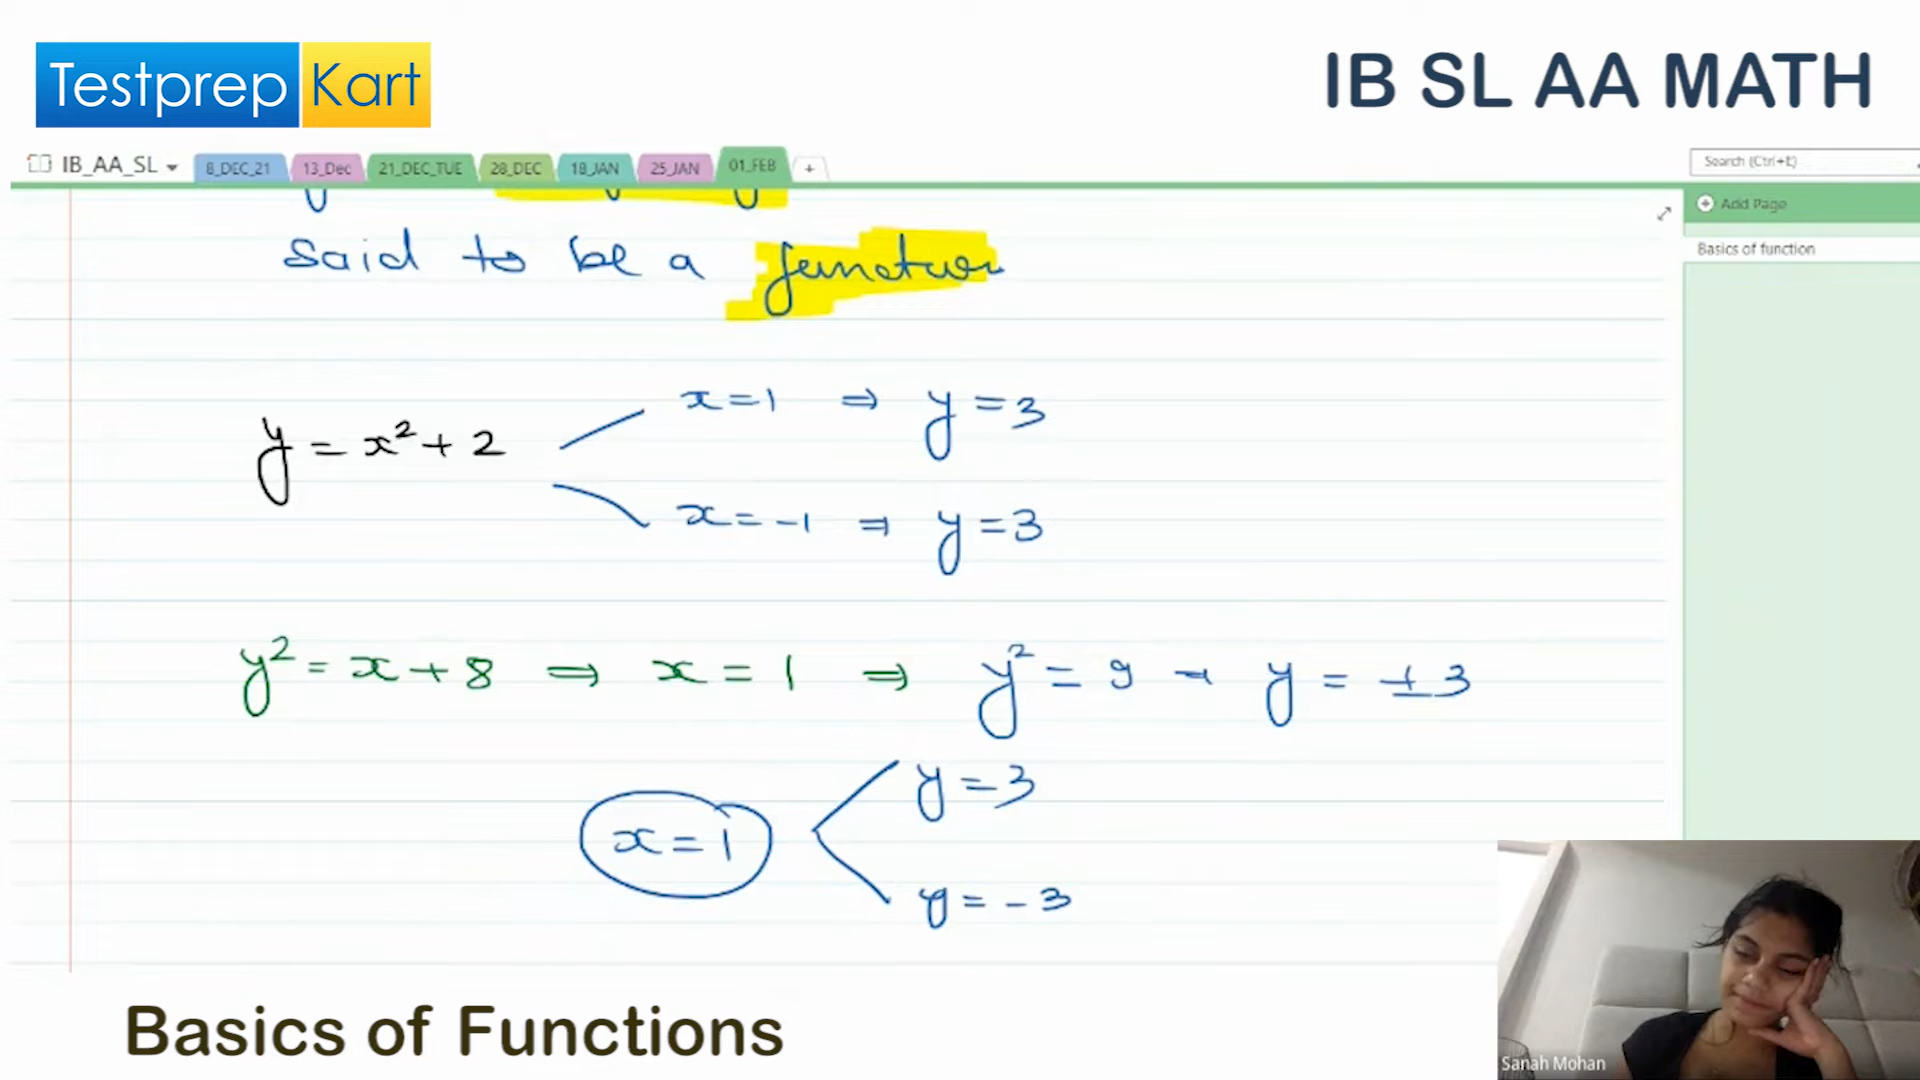 Testprep Kart
IB SL AA MATH
IB_AA_SL 8_DEC_21 13_Dec 21_DEC_TUE 28_DEC 18_JAN 25_JAN 01_FEB +
Search (Ctrl+E)
Add Page
Basics of function
said to be a function
y = x² + 2
x = 1 ⇒ y = 3
x = -1 ⇒ y = 3
y² = x + 8 ⇒ x = 1 ⇒ y² = 9 → y = ±3
x = 1
y = 3
y = -3
Sanah Mohan
Basics of Functions